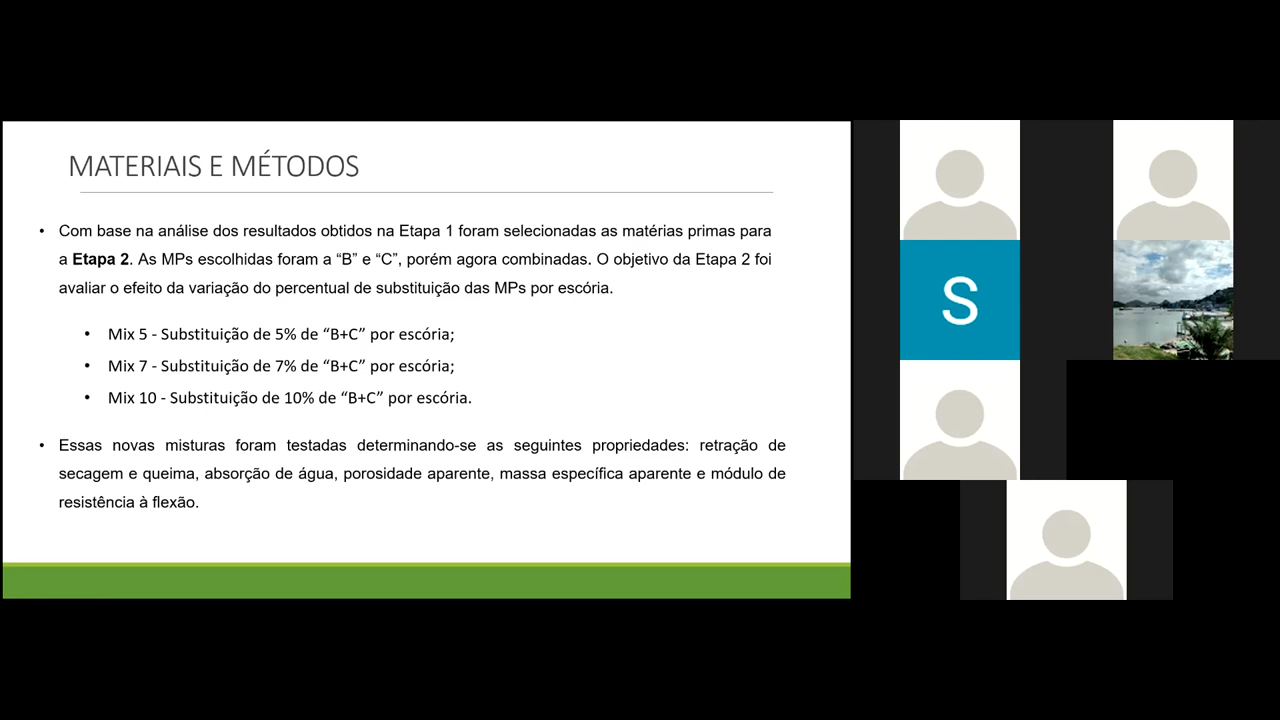 MATERIAIS E MÉTODOS
• Com base na análise dos resultados obtidos na Etapa 1 foram selecionadas as matérias primas para
a Etapa 2. As MPs escolhidas foram a “B” e “C”, porém agora combinadas. O objetivo da Etapa 2 foi
avaliar o efeito da variação do percentual de substituição das MPs por escória.
• Mix 5 - Substituição de 5% de “B+C” por escória;
• Mix 7 - Substituição de 7% de “B+C” por escória;
• Mix 10 - Substituição de 10% de “B+C” por escória.
• Essas novas misturas foram testadas determinando-se as seguintes propriedades: retração de
secagem e queima, absorção de água, porosidade aparente, massa específica aparente e módulo de
resistência à flexão.
S